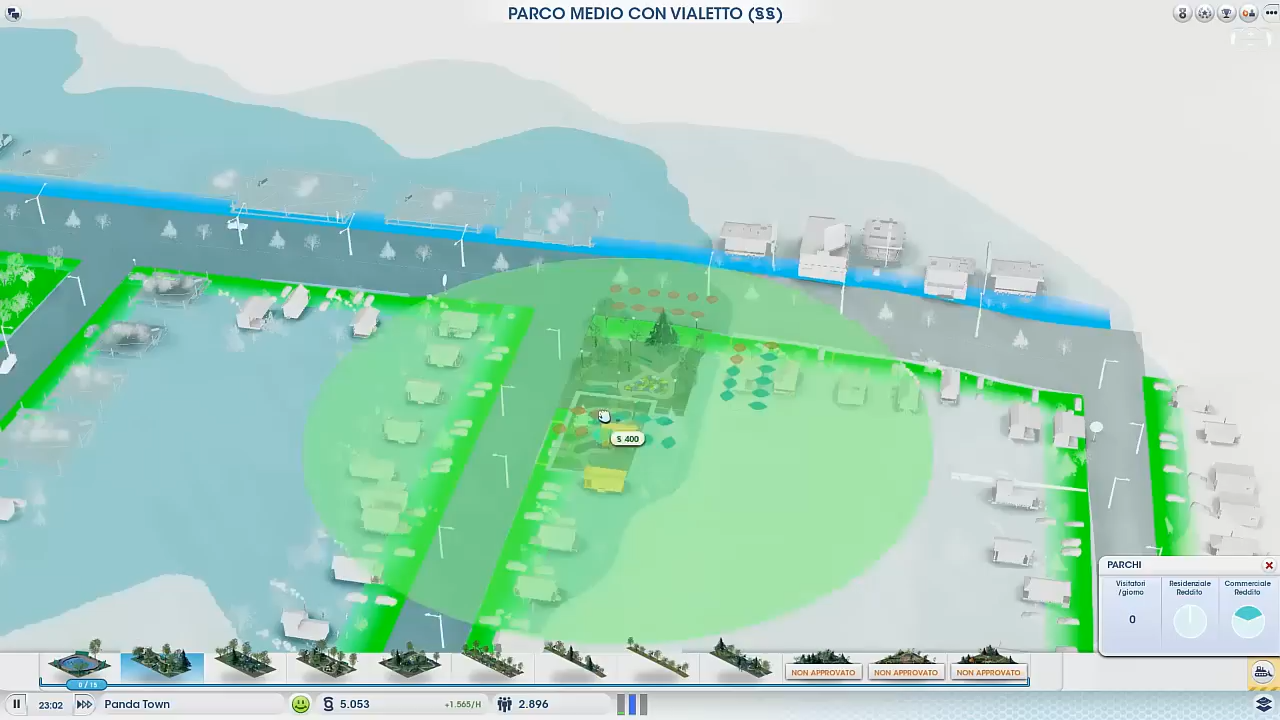 PARCO MEDIO CON VIALETTO (§§)
§ 400
PARCHI
Visitatori /giorno
Residenziale Reddito
Commerciale Reddito
0
0 / 15
NON APPROVATO
NON APPROVATO
NON APPROVATO
23:02
Panda Town
5.053
+1.565/H
2.896